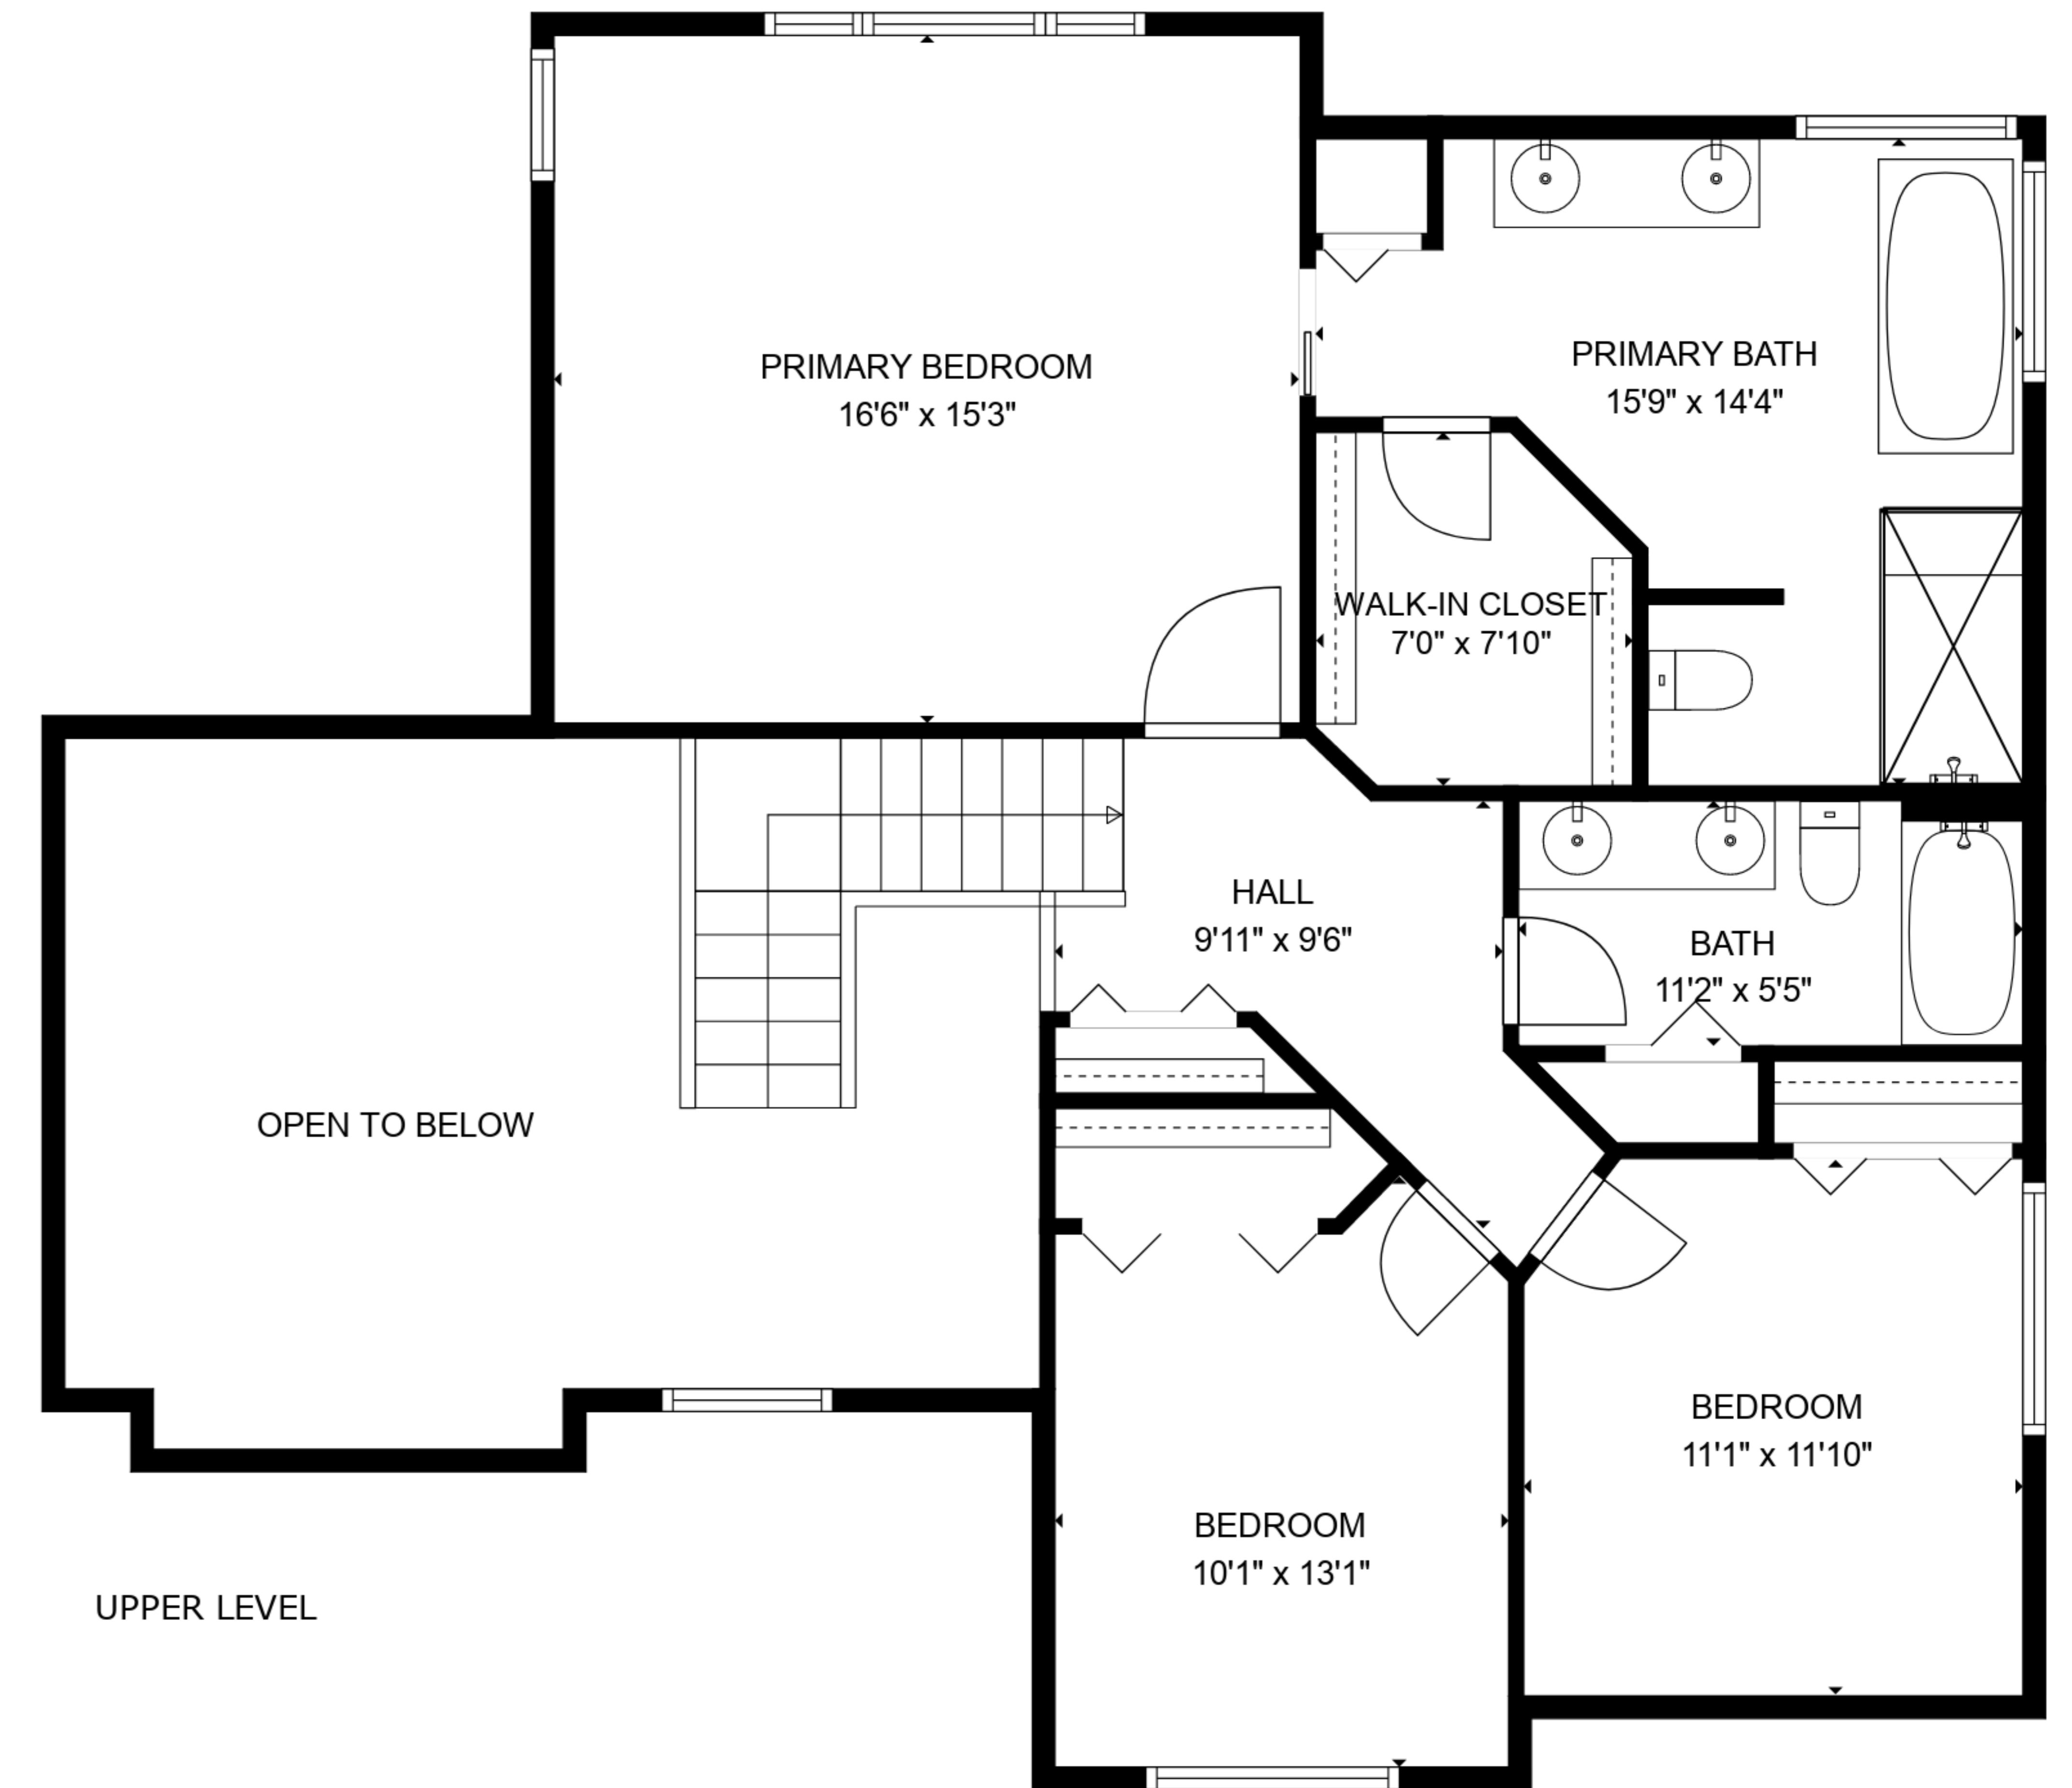 PRIMARY BEDROOM
16'6" x 15'3"
PRIMARY BATH
15'9" x 14'4"
WALK-IN CLOSET
7'0" x 7'10"
HALL
9'11" x 9'6"
BATH
11'2" x 5'5"
OPEN TO BELOW
BEDROOM
11'1" x 11'10"
BEDROOM
10'1" x 13'1"
UPPER LEVEL